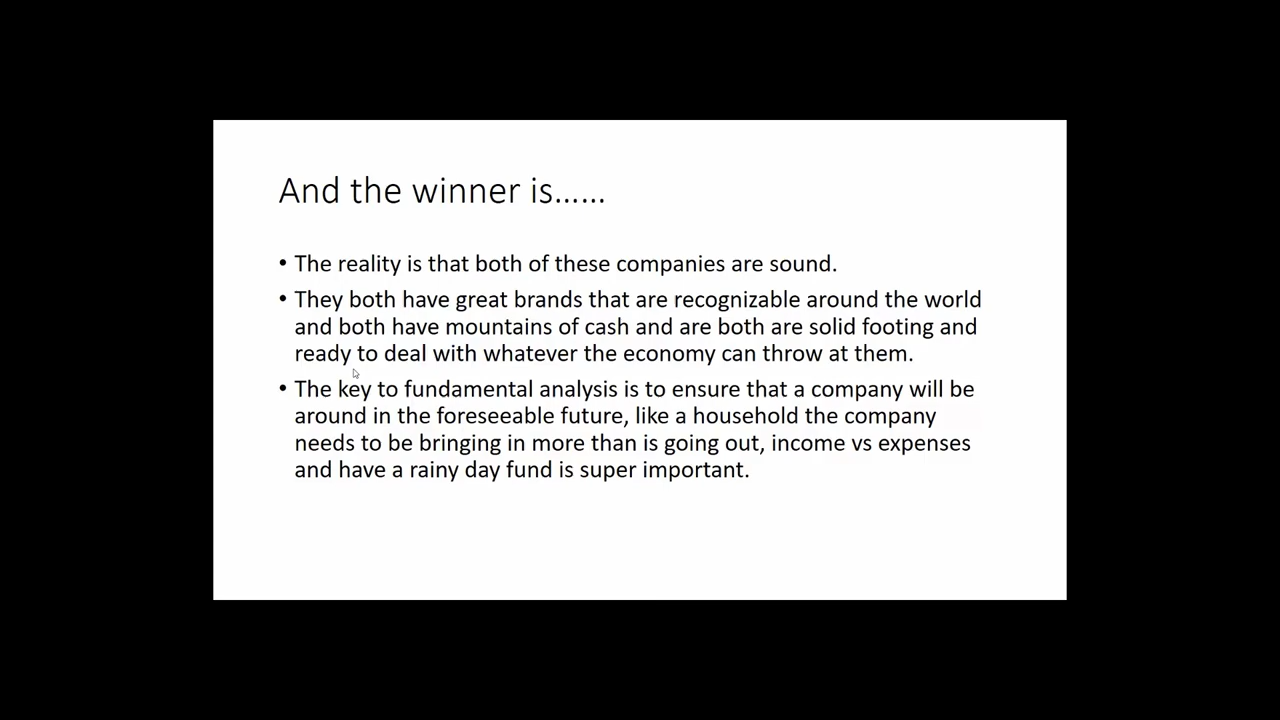 And the winner is......
• The reality is that both of these companies are sound.
• They both have great brands that are recognizable around the world
and both have mountains of cash and are both are solid footing and
ready to deal with whatever the economy can throw at them.
• The key to fundamental analysis is to ensure that a company will be
around in the foreseeable future, like a household the company
needs to be bringing in more than is going out, income vs expenses
and have a rainy day fund is super important.